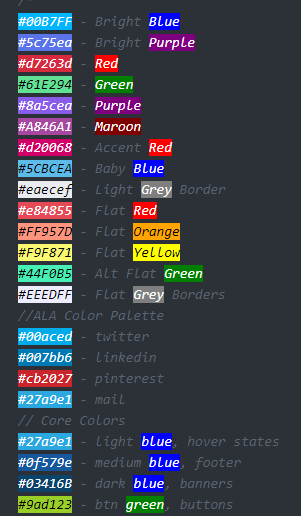 /*
#00B7FF - Bright Blue
#5c75ed - Bright Purple
#d7263d - Red
#61E294 - Green
#8a5cea - Purple
#A846A1 - Maroon
#d20068 - Accent Red
#5CBCEA - Baby Blue
#eaecef - Light Grey Border
#e84855 - Flat Red
#FF957D - Flat Orange
#F9F871 - Flat Yellow
#44F0B5 - Alt Flat Green
#EEEDFF - Flat Grey Borders
//ALA Color Palette
#00aced - twitter
#007bb6 - linkedin
#cb2027 - pinterest
#27a9e1 - mail
// Core Colors
#27a9e1 - light blue, hover states
#0f579e - medium blue, footer
#03416B - dark blue, banners
#9ad123 - btn green, buttons